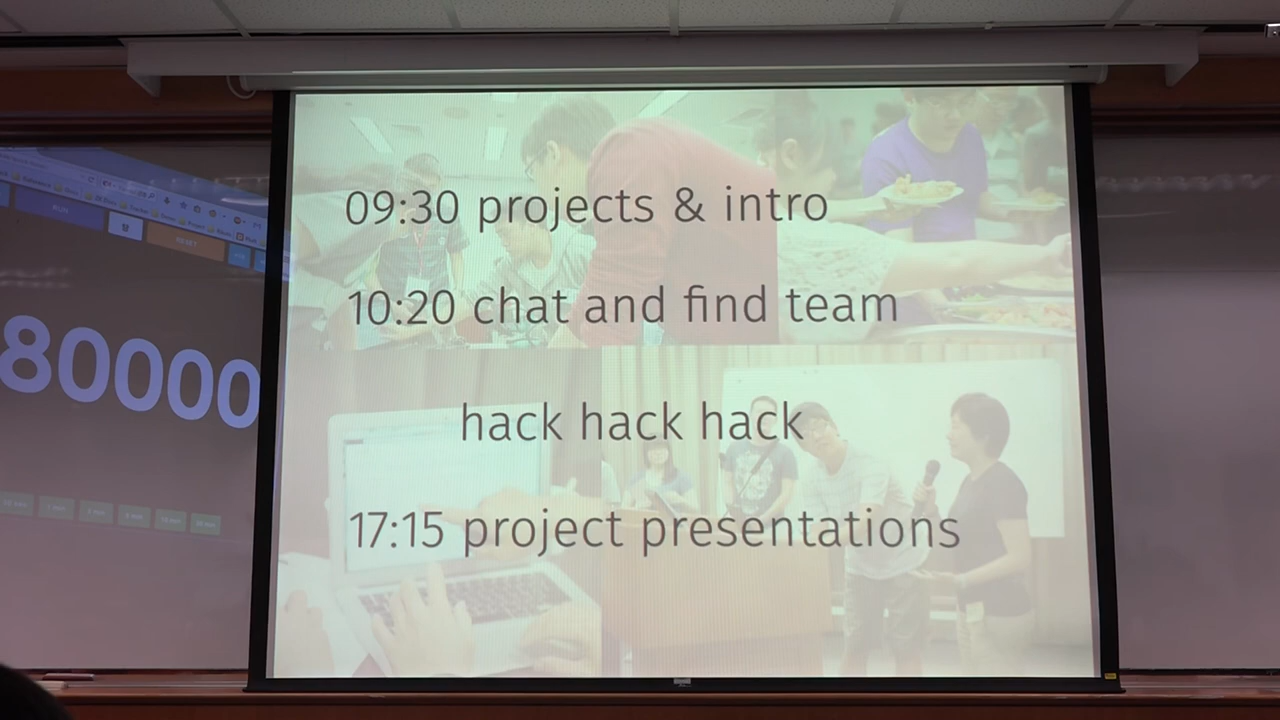 09:30 projects & intro
10:20 chat and find team
hack hack hack
17:15 project presentations
80000